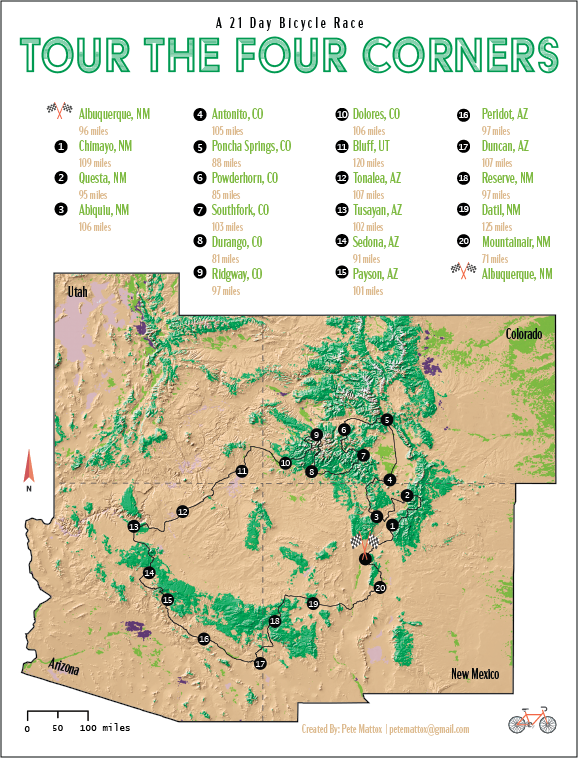 A 21 Day Bicycle Race
TOUR THE FOUR CORNERS
Albuquerque, NM
96 miles
1 Chimayo, NM
109 miles
2 Questa, NM
95 miles
3 Abiquiu, NM
106 miles
4 Antonito, CO
105 miles
5 Poncha Springs, CO
88 miles
6 Powderhorn, CO
85 miles
7 Southfork, CO
103 miles
8 Durango, CO
81 miles
9 Ridgway, CO
97 miles
10 Dolores, CO
106 miles
11 Bluff, UT
120 miles
12 Tonalea, AZ
107 miles
13 Tusayan, AZ
102 miles
14 Sedona, AZ
91 miles
15 Payson, AZ
101 miles
16 Peridot, AZ
97 miles
17 Duncan, AZ
107 miles
18 Reserve, NM
97 miles
19 Datil, NM
125 miles
20 Mountainair, NM
71 miles
Albuquerque, NM
Utah
Colorado
5
6
9
7
10
8
11
4
2
N
12
3
13
1
14
20
15
19
18
16
17
Arizona
New Mexico
0 50 100 miles
Created By: Pete Mattox | petemattox@gmail.com